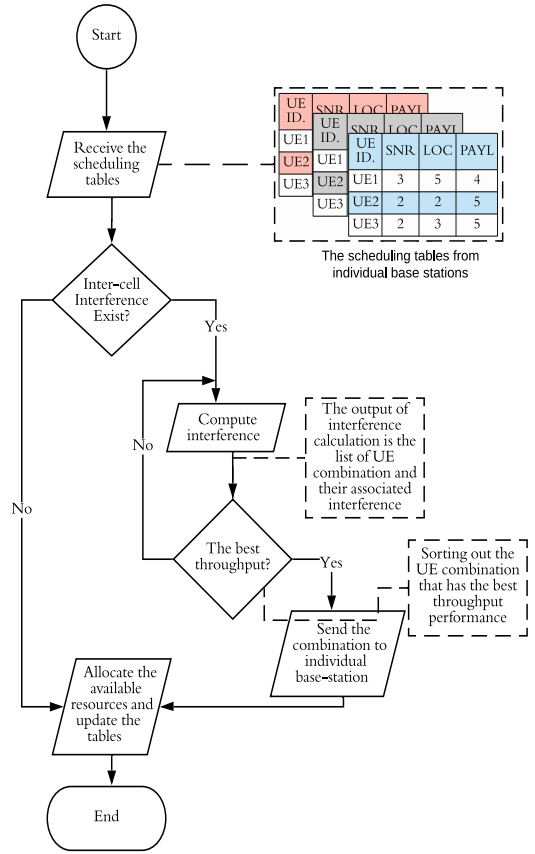 Start
Receive the
scheduling
tables
UE
ID. SNR LOC PAYL
UE1
UE2
UE3
UE
ID. SNR LOC PAYL
UE1
UE2
UE3
UE
ID. SNR LOC PAYL
UE1 3 5 4
UE2 2 2 5
UE3 2 3 5
The scheduling tables from
individual base stations
Inter-cell
Interference
Exist?
Yes
No
Compute
interference
The output of
interference
calculation is the
list of UE
combination and
their associated
interference
No
The best
throughput?
Yes
Sorting out the
UE combination
that has the best
throughput
performance
Send the
combination to
individual
base-station
Allocate the
available
resources and
update the
tables
End